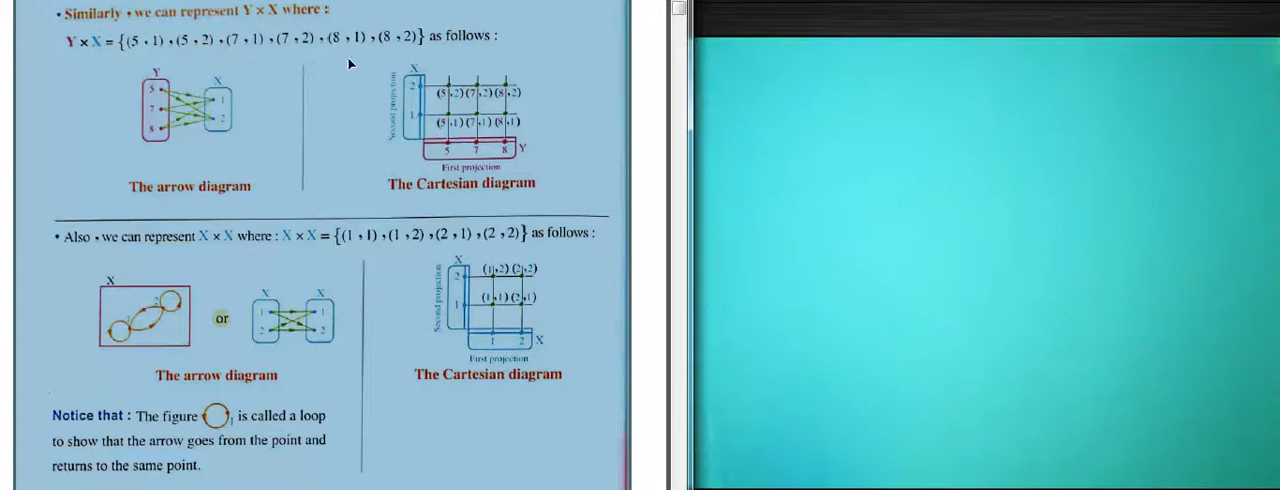 • Similarly , we can represent Y × X where :
Y × X = {(5 , 1) , (5 , 2) , (7 , 1) , (7 , 2) , (8 , 1) , (8 , 2)} as follows :
Y
X
5
7
8
1
2
The arrow diagram
X
Second projection
2
1
(5 , 2) (7 , 2) (8 , 2)
(5 , 1) (7 , 1) (8 , 1)
5 7 8 Y
First projection
The Cartesian diagram
• Also , we can represent X × X where : X × X = {(1 , 1) , (1 , 2) , (2 , 1) , (2 , 2)} as follows :
X
2
1
or
X X
1 1
2 2
The arrow diagram
X
Second projection
2
1
(1 , 2) (2 , 2)
(1 , 1) (2 , 1)
1 2 X
First projection
The Cartesian diagram
Notice that : The figure 1 is called a loop
to show that the arrow goes from the point and
returns to the same point.